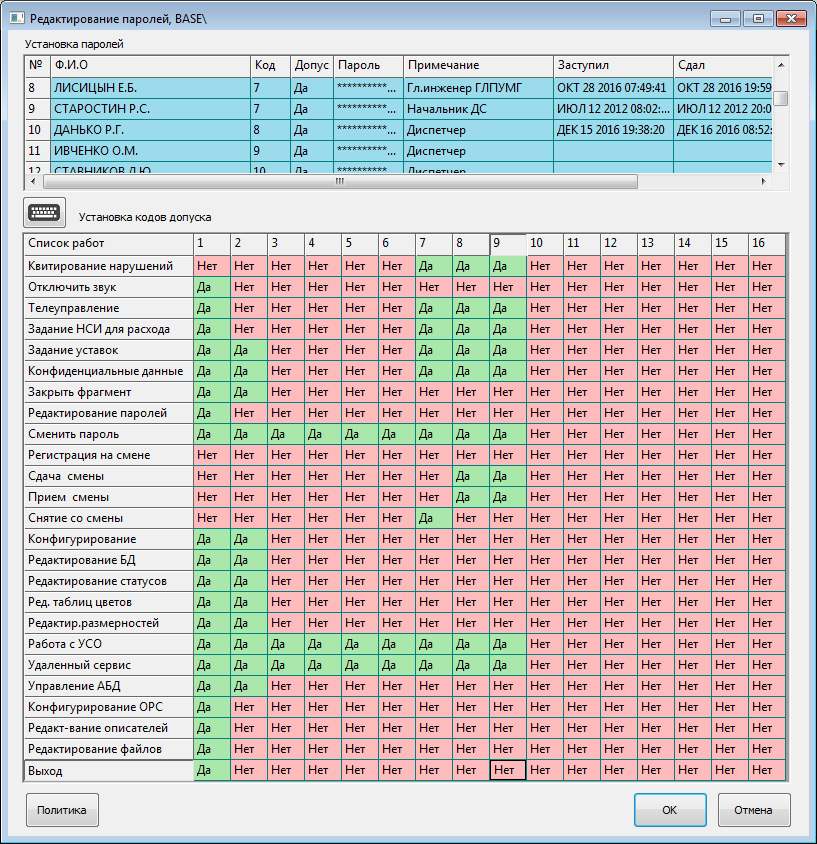 Редактирование паролей, BASE\
Установка паролей
№ Ф.И.О Код Допус Пароль Примечание Заступил Сдал
8 ЛИСИЦЫН Е.Б. 7 Да **********... Гл.инженер ГЛПУМГ ОКТ 28 2016 07:49:41 ОКТ 28 2016 19:59
9 СТАРОСТИН Р.С. 7 Да **********... Начальник ДС ИЮЛ 12 2012 08:02:... ИЮЛ 12 2012 20:0
10 ДАНЬКО Р.Г. 8 Да **********... Диспетчер ДЕК 15 2016 19:38:20 ДЕК 16 2016 08:52:
11 ИВЧЕНКО О.М. 9 Да **********... Диспетчер
12 СТАВНИКОВ Д.Ю. 10 Да **********... Диспетчер
Установка кодов допуска
Список работ 1 2 3 4 5 6 7 8 9 10 11 12 13 14 15 16
Квитирование нарушений Нет Нет Нет Нет Нет Нет Да Да Да Нет Нет Нет Нет Нет Нет Нет
Отключить звук Да Нет Нет Нет Нет Нет Нет Нет Нет Нет Нет Нет Нет Нет Нет Нет
Телеуправление Да Нет Нет Нет Нет Нет Да Да Да Нет Нет Нет Нет Нет Нет Нет
Задание НСИ для расхода Да Нет Нет Нет Нет Нет Да Да Да Нет Нет Нет Нет Нет Нет Нет
Задание уставок Да Да Нет Нет Нет Нет Да Да Да Нет Нет Нет Нет Нет Нет Нет
Конфиденциальные данные Да Да Нет Нет Нет Нет Да Да Да Нет Нет Нет Нет Нет Нет Нет
Закрыть фрагмент Да Да Нет Нет Нет Нет Нет Нет Нет Нет Нет Нет Нет Нет Нет Нет
Редактирование паролей Да Нет Нет Нет Нет Нет Нет Нет Нет Нет Нет Нет Нет Нет Нет Нет
Сменить пароль Да Да Да Да Да Да Да Да Да Нет Нет Нет Нет Нет Нет Нет
Регистрация на смене Нет Нет Нет Нет Нет Нет Нет Нет Нет Нет Нет Нет Нет Нет Нет Нет
Сдача смены Нет Нет Нет Нет Нет Нет Нет Да Да Нет Нет Нет Нет Нет Нет Нет
Прием смены Нет Нет Нет Нет Нет Нет Нет Да Да Нет Нет Нет Нет Нет Нет Нет
Снятие со смены Нет Нет Нет Нет Нет Нет Да Нет Нет Нет Нет Нет Нет Нет Нет Нет
Конфигурирование Да Да Нет Нет Нет Нет Нет Нет Нет Нет Нет Нет Нет Нет Нет Нет
Редактирование БД Да Да Нет Нет Нет Нет Нет Нет Нет Нет Нет Нет Нет Нет Нет Нет
Редактирование статусов Да Да Нет Нет Нет Нет Нет Нет Нет Нет Нет Нет Нет Нет Нет Нет
Ред. таблиц цветов Да Да Нет Нет Нет Нет Нет Нет Нет Нет Нет Нет Нет Нет Нет Нет
Редактир.размерностей Да Да Нет Нет Нет Нет Нет Нет Нет Нет Нет Нет Нет Нет Нет Нет
Работа с УСО Да Да Да Да Да Да Да Да Да Нет Нет Нет Нет Нет Нет Нет
Удаленный сервис Да Да Да Да Да Да Да Да Да Нет Нет Нет Нет Нет Нет Нет
Управление АБД Да Да Нет Нет Нет Нет Нет Нет Нет Нет Нет Нет Нет Нет Нет Нет
Конфигурирование OPC Да Нет Нет Нет Нет Нет Нет Нет Нет Нет Нет Нет Нет Нет Нет Нет
Редакт-вание описателей Да Нет Нет Нет Нет Нет Нет Нет Нет Нет Нет Нет Нет Нет Нет Нет
Редактирование файлов Да Нет Нет Нет Нет Нет Нет Нет Нет Нет Нет Нет Нет Нет Нет Нет
Выход Да Нет Нет Нет Нет Нет Нет Нет Нет Нет Нет Нет Нет Нет Нет Нет
Политика ОК Отмена